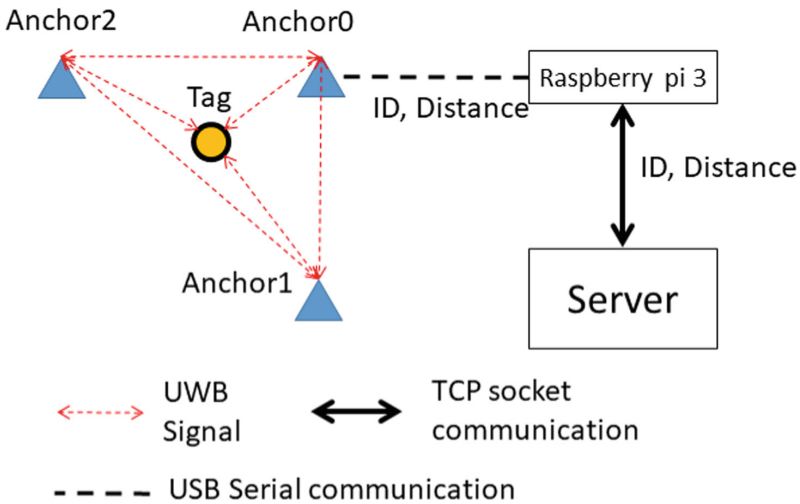 Anchor2
Anchor0
Tag
Raspberry pi 3
ID, Distance
ID, Distance
Anchor1
Server
UWB
Signal
TCP socket
communication
USB Serial communication